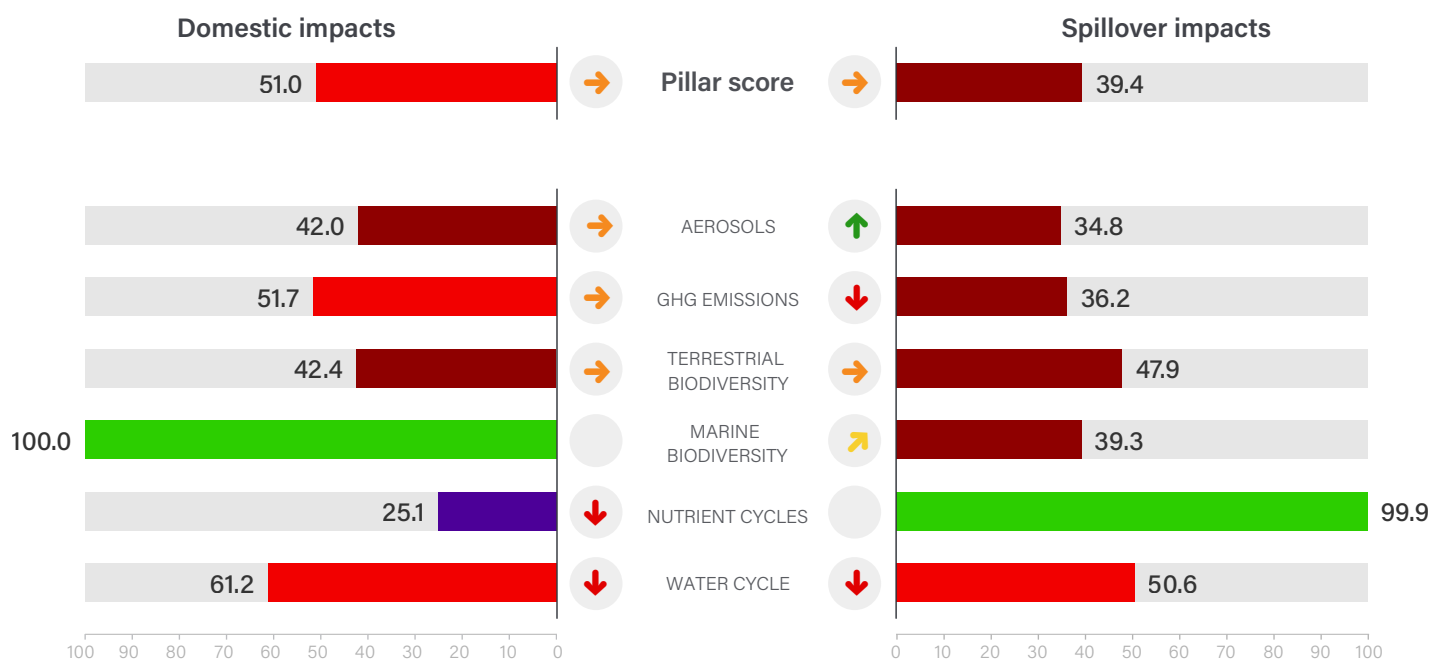 Domestic impacts
Spillover impacts
51.0
Pillar score
39.4
42.0
AEROSOLS
34.8
51.7
GHG EMISSIONS
36.2
42.4
TERRESTRIAL
BIODIVERSITY
47.9
100.0
MARINE
BIODIVERSITY
39.3
25.1
NUTRIENT CYCLES
99.9
61.2
WATER CYCLE
50.6
100 90 80 70 60 50 40 30 20 10 0
0 10 20 30 40 50 60 70 80 90 100